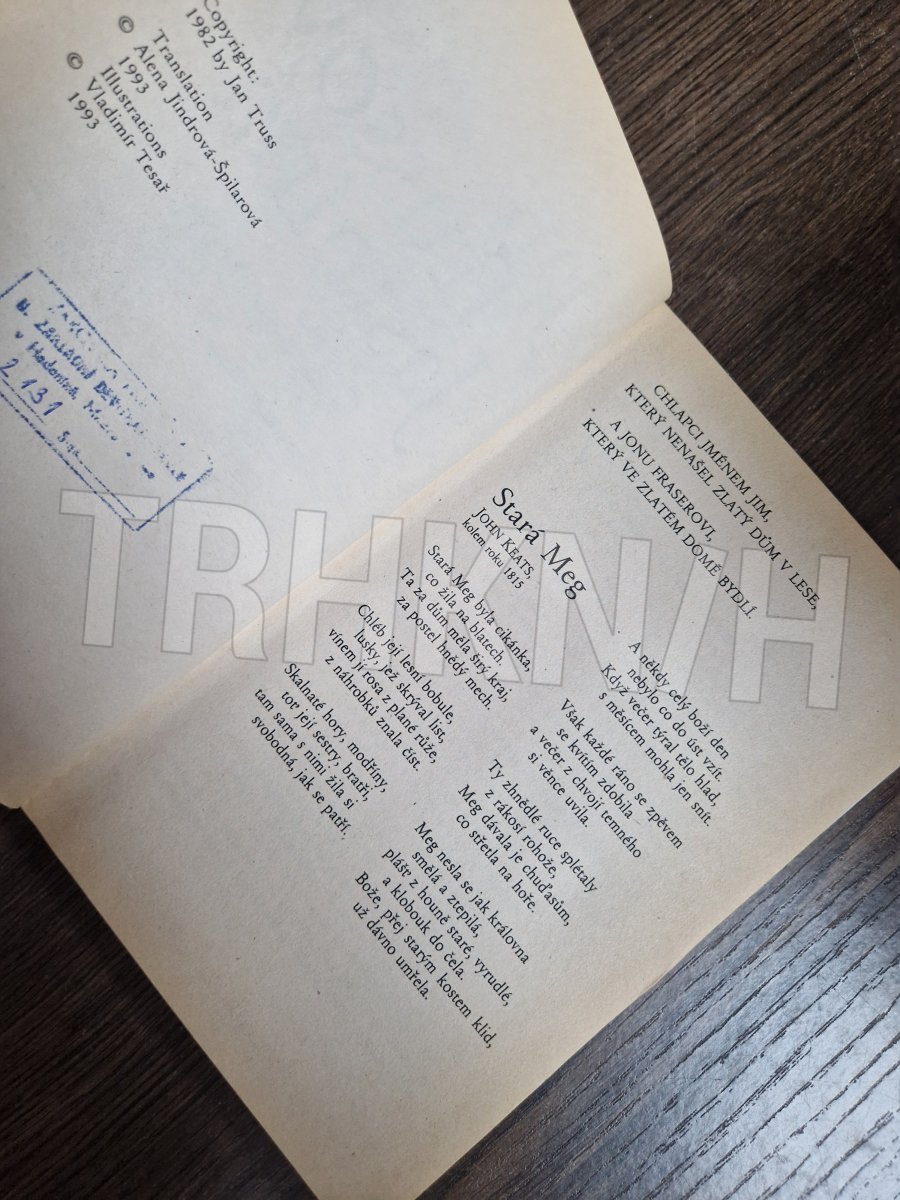 Copyright:
1982 by Jan Truss
Translation
© Alena Jindrová-Špilarová
1993
Illustrations
© Vladimír Tesař
1993
2 131
CHLAPCI JMÉNEM JIM,
KTERÝ NENAŠEL ZLATÝ DŮM V LESE,
A JONU FRASEROVI,
KTERÝ VE ZLATÉM DOMĚ BYDLÍ.
Stará Meg
JOHN KEATS,
kolem roku 1815
Stará Meg byla cikánka,
co žila na blatech.
Ta za dům měla širý kraj,
za postel hnědý mech.
Chléb její lesní bobule,
lusky, jež skrýval list,
vínem jí rosa z plané růže,
z náhrobků znala číst.
Skalnaté hory, modříny,
toť její sestry, bratři,
tam sama s nimi žila si
svobodná, jak se patří.
A někdy celý boží den
nebylo co do úst vzít.
Když večer týral tělo hlad,
s měsícem mohla jen snít.
Však každé ráno se zpěvem
se kvítím zdobila
a večer z chvojí temného
si věnce uvila.
Ty zhnědlé ruce splétaly
z rákosí rohože,
Meg dávala je chuďasům,
co střetla na hoře.
Meg nesla se jak královna
smělá a ztepilá,
plášť z houně staré, vyrudlé,
a klobouk do čela.
Bože, přej starým kostem klid,
už dávno umřela.
TRHKNIH